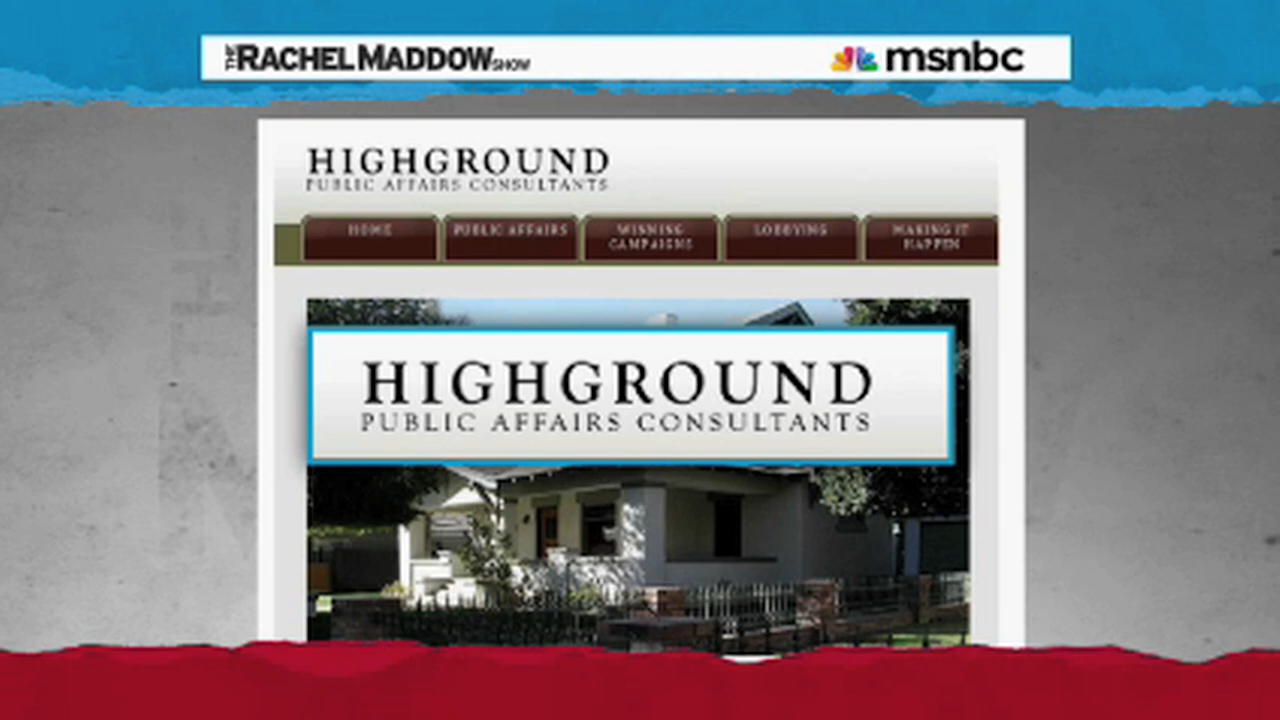 THE RACHEL MADDOW SHOW
msnbc
HIGHGROUND
PUBLIC AFFAIRS CONSULTANTS
HOME
PUBLIC AFFAIRS
WINNING
CAMPAIGNS
LOBBYING
MAKING IT
HAPPEN
HIGHGROUND
PUBLIC AFFAIRS CONSULTANTS